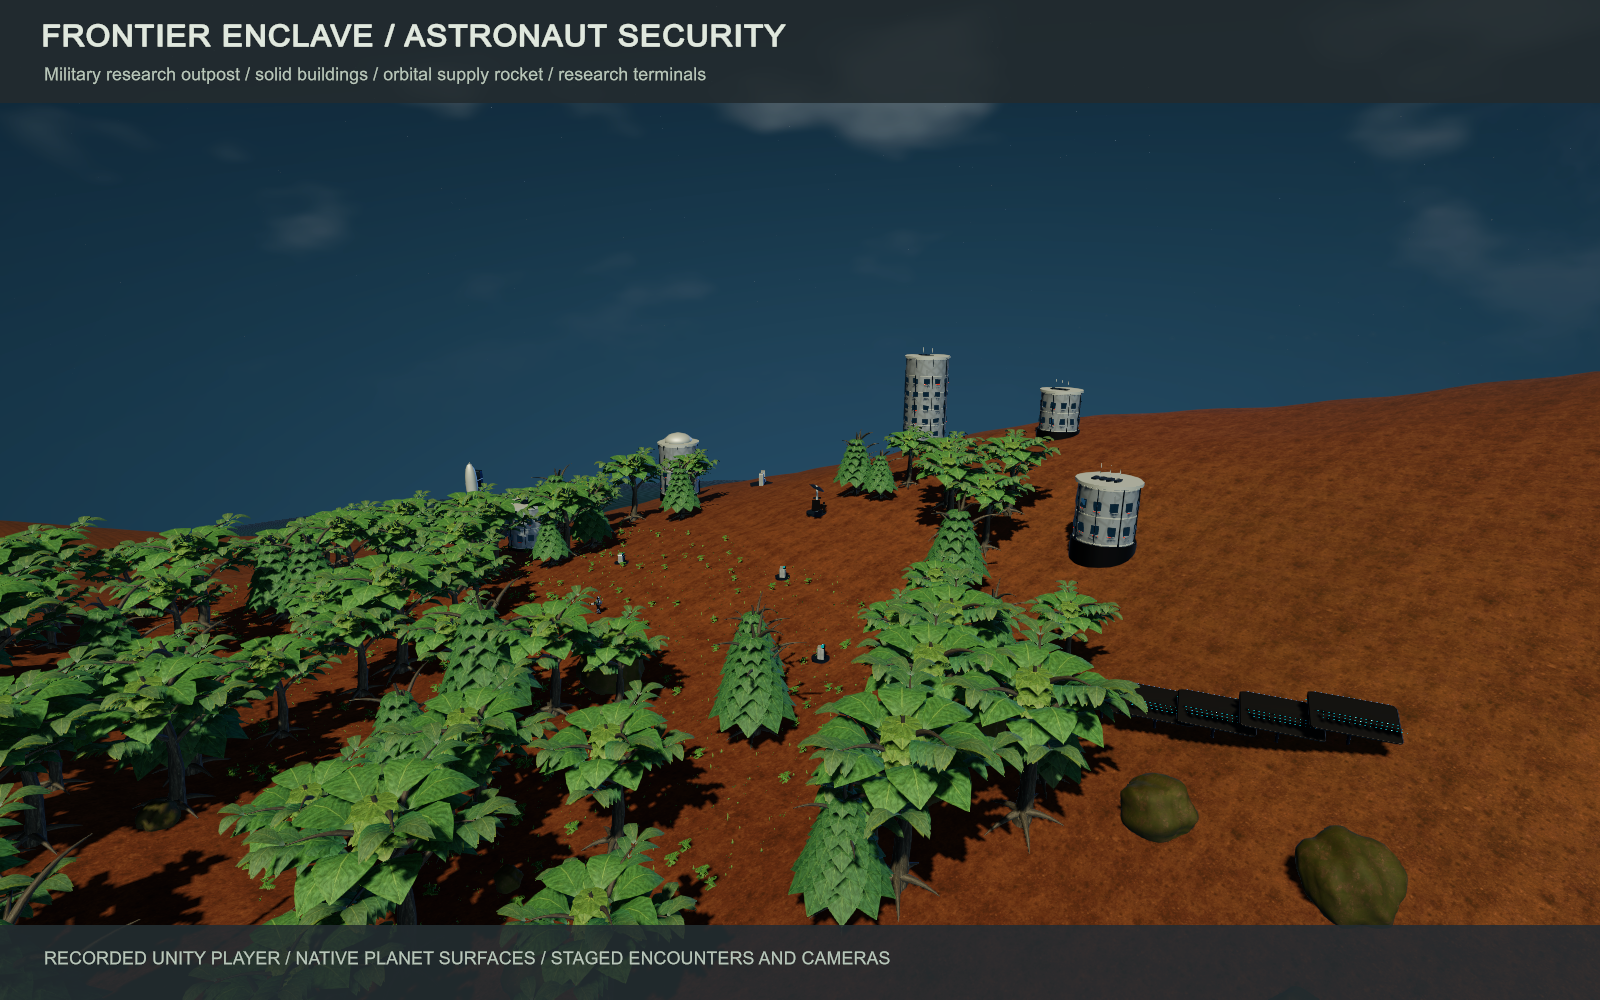 FRONTIER ENCLAVE / ASTRONAUT SECURITY
Military research outpost / solid buildings / orbital supply rocket / research terminals
RECORDED UNITY PLAYER / NATIVE PLANET SURFACES / STAGED ENCOUNTERS AND CAMERAS